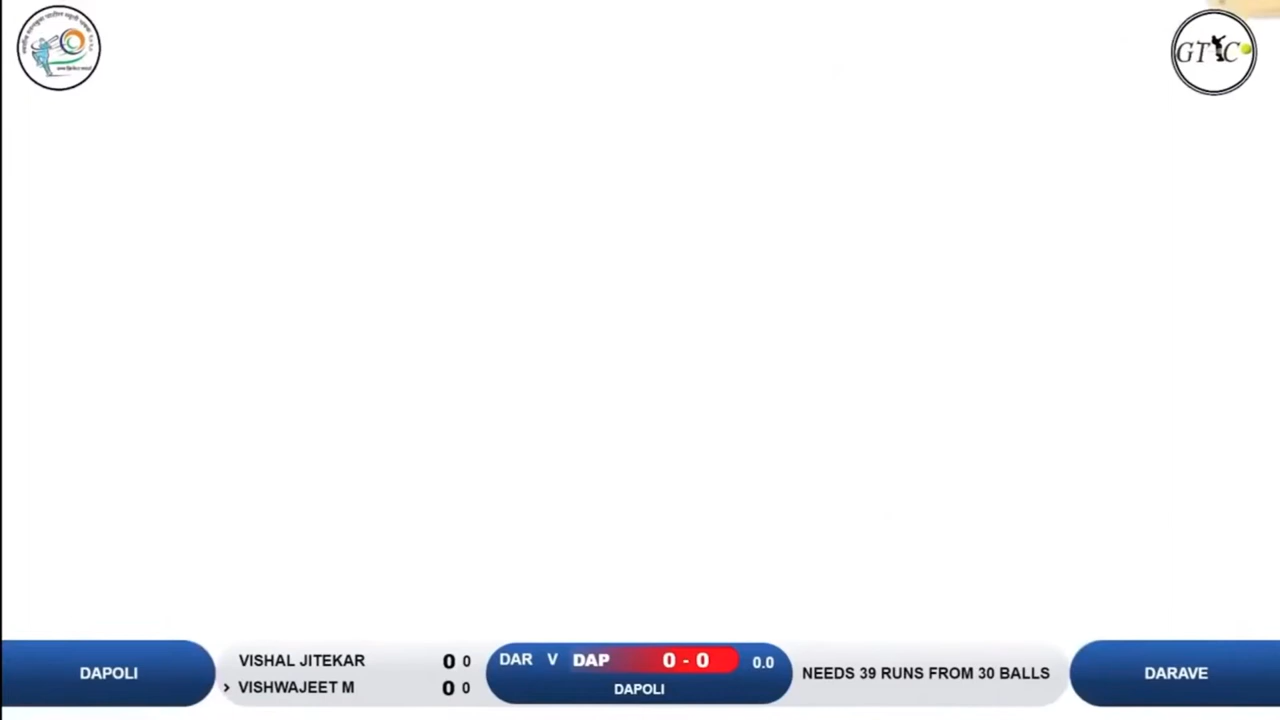 GTC
DAPOLI
VISHAL JITEKAR 0 0
› VISHWAJEET M 0 0
DAR V DAP 0 - 0 0.0
DAPOLI
NEEDS 39 RUNS FROM 30 BALLS
DARAVE